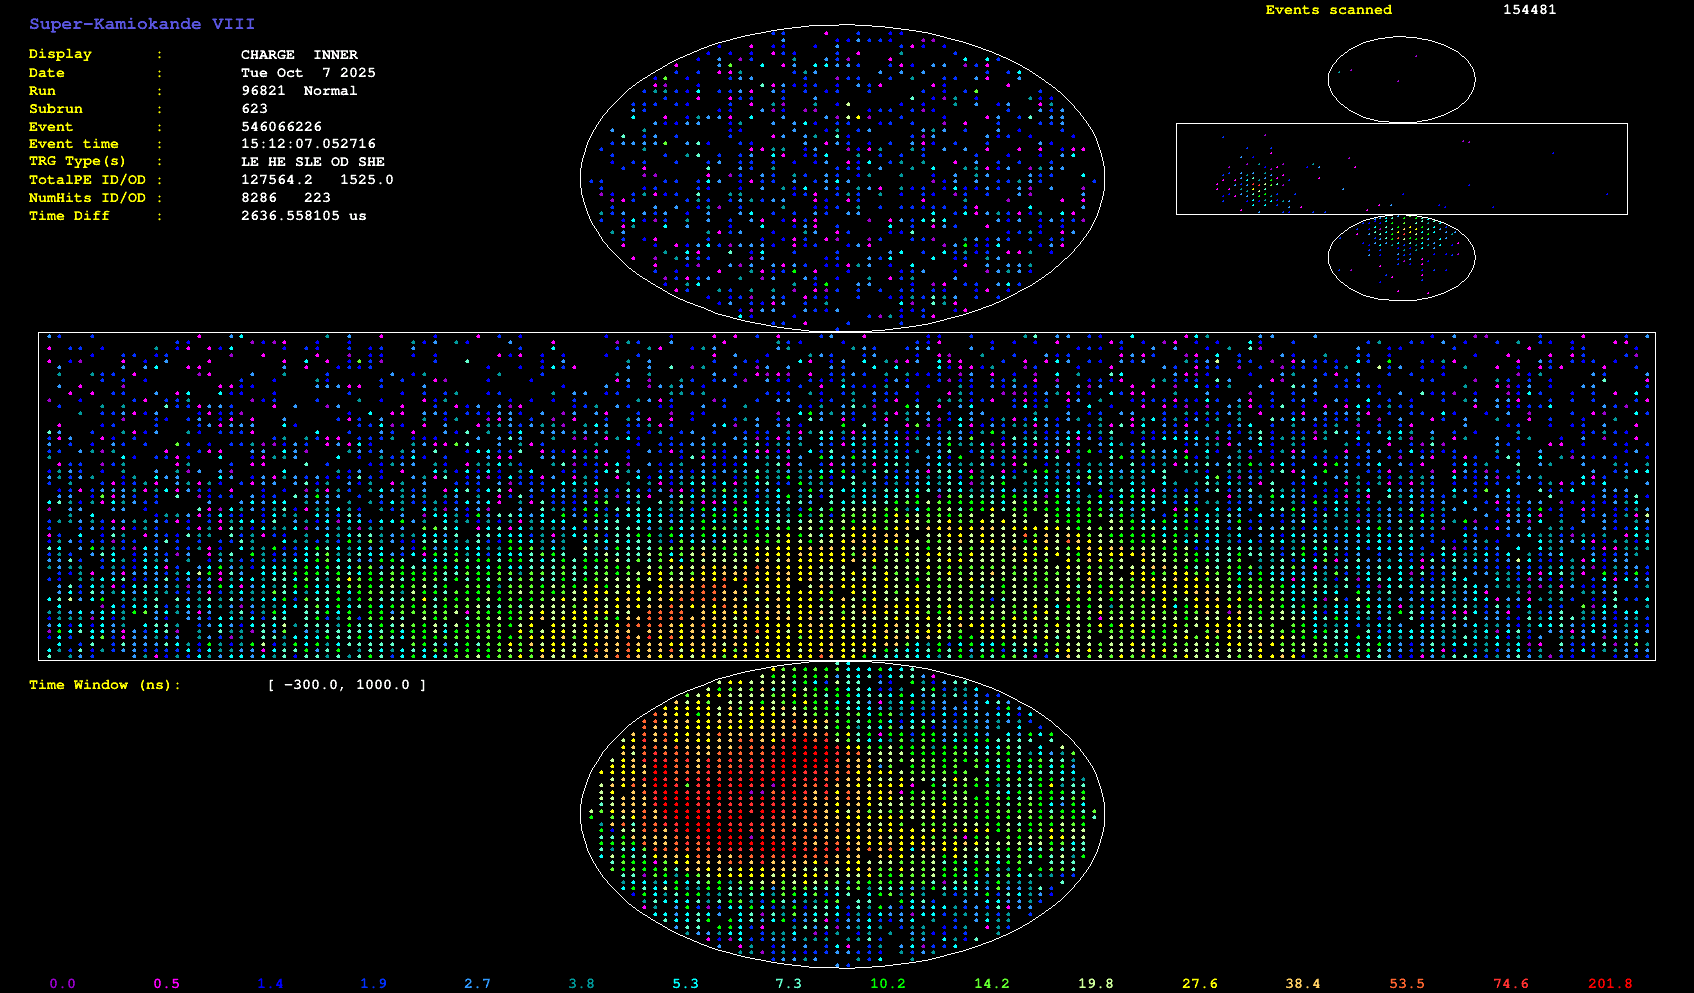 Super-Kamiokande VIII
Events scanned 154481
Display : CHARGE INNER
Date : Tue Oct 7 2025
Run : 96821 Normal
Subrun : 623
Event : 546066226
Event time : 15:12:07.052716
TRG Type(s) : LE HE SLE OD SHE
TotalPE ID/OD : 127564.2 1525.0
NumHits ID/OD : 8286 223
Time Diff : 2636.558105 us
Time Window (ns): [ -300.0, 1000.0 ]
0.0 0.5 1.4 1.9 2.7 3.8 5.3 7.3 10.2 14.2 19.8 27.6 38.4 53.5 74.6 201.8